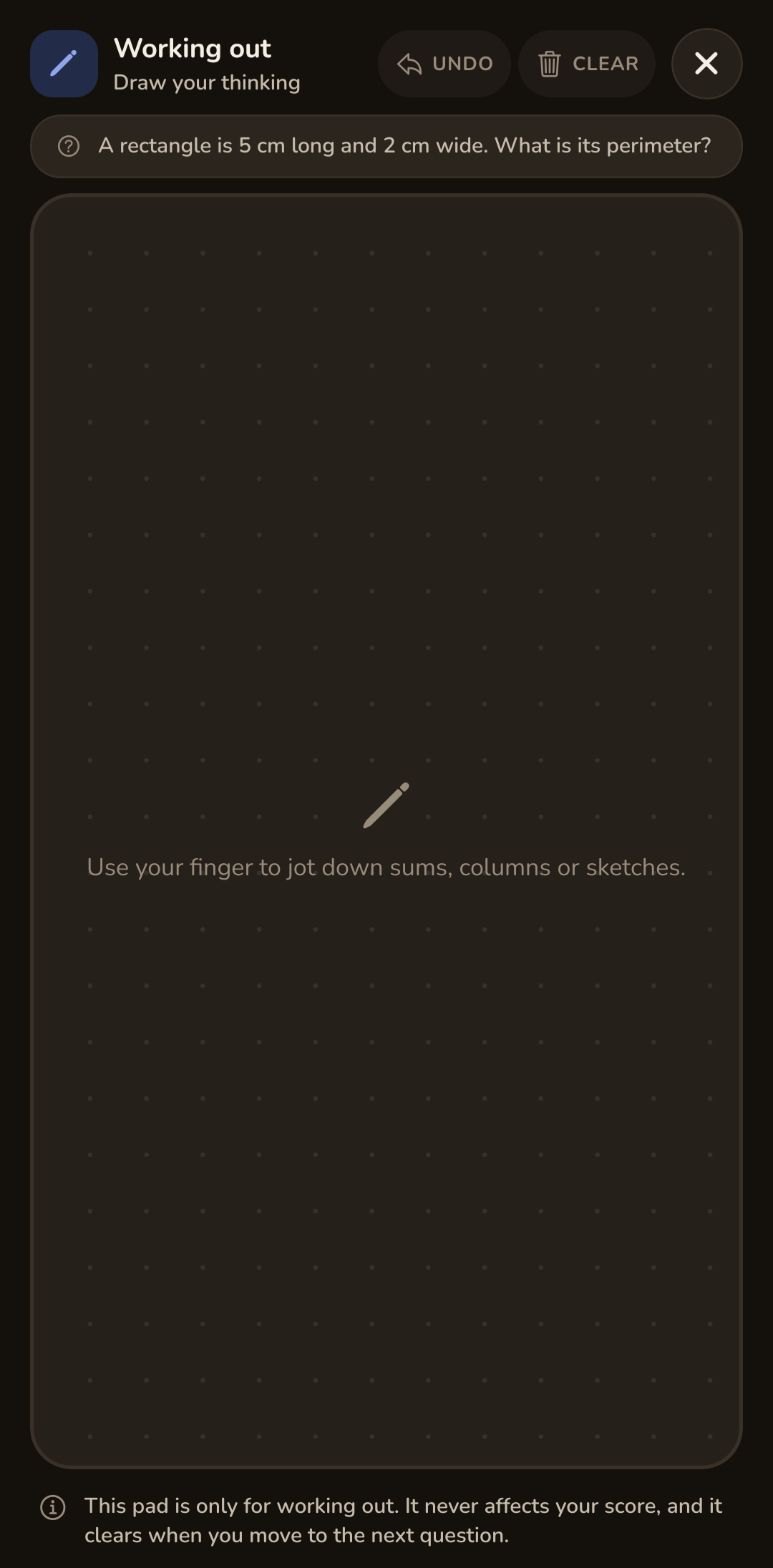 Working out
Draw your thinking
UNDO
CLEAR
A rectangle is 5 cm long and 2 cm wide. What is its perimeter?
Use your finger to jot down sums, columns or sketches.
This pad is only for working out. It never affects your score, and it
clears when you move to the next question.